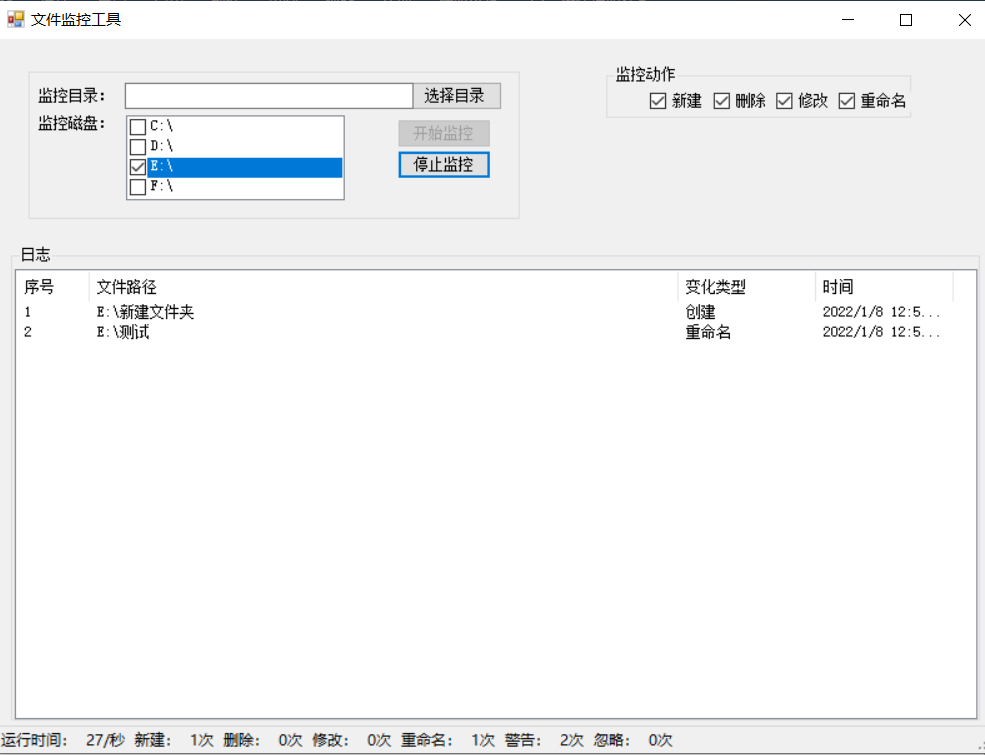 文件监控工具
监控目录: 选择目录
监控磁盘:
C:\
D:\
E:\
F:\
开始监控
停止监控
监控动作
新建 删除 修改 重命名
日志
序号 文件路径 变化类型 时间
1 E:\新建文件夹 创建 2022/1/8 12:5...
2 E:\测试 重命名 2022/1/8 12:5...
运行时间: 27/秒 新建: 1次 删除: 0次 修改: 0次 重命名: 1次 警告: 2次 忽略: 0次